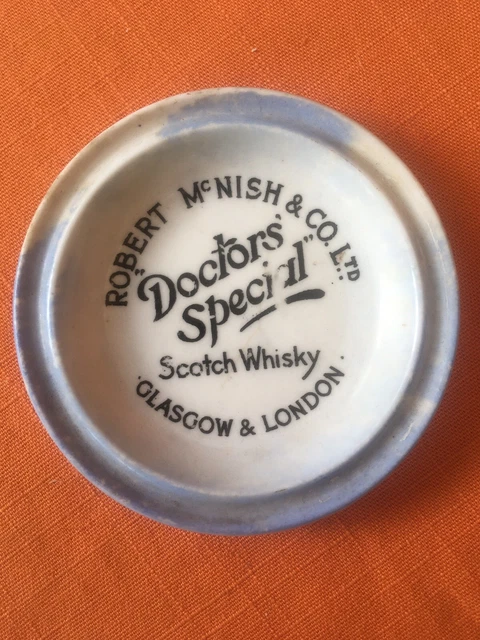 ROBERT McNISH & CO. LTD
"Doctors'
Special"
Scotch Whisky
·GLASGOW & LONDON·